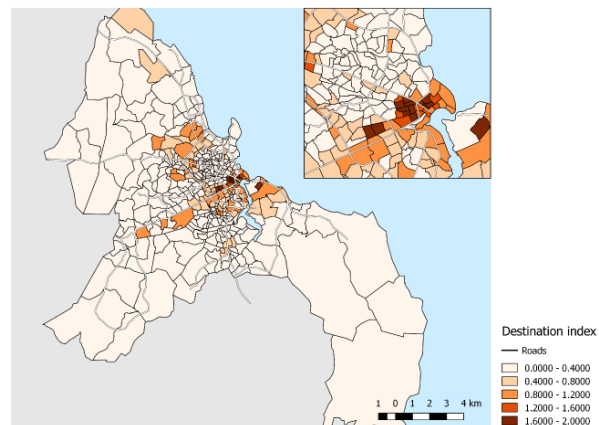 Destination index
Roads
0.0000 - 0.4000
0.4000 - 0.8000
0.8000 - 1.2000
1.2000 - 1.6000
1.6000 - 2.0000
1 0 1 2 3 4 km